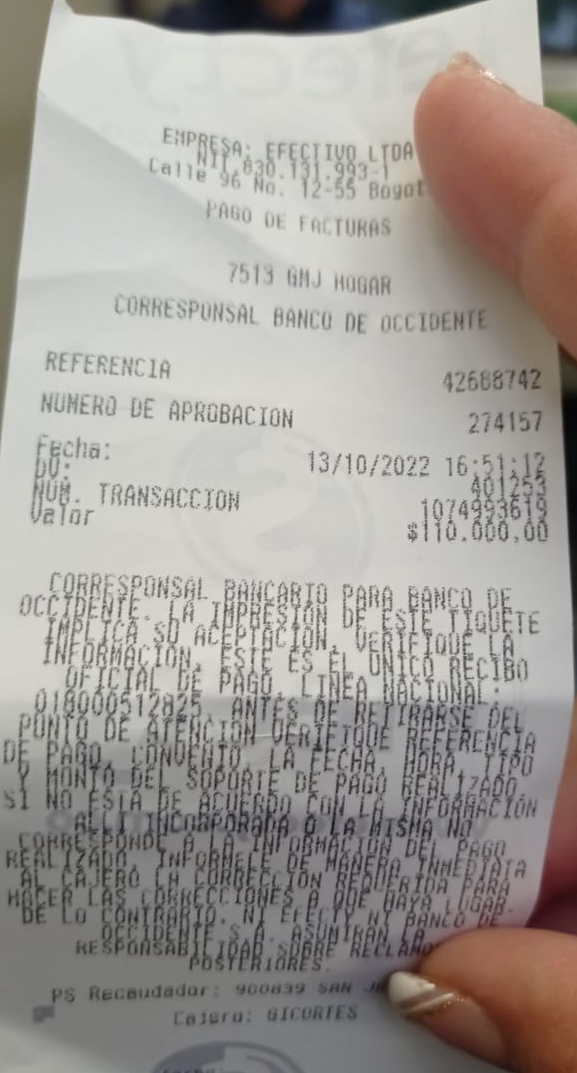 EMPRESA: EFECTIVO LTDA
NIT 830.131.993-1
Calle 96 No. 12-55 Bogot
PAGO DE FACTURAS
7513 GMJ HOGAR
CORRESPONSAL BANCO DE OCCIDENTE
REFERENCIA 42688742
NUMERO DE APROBACION 274157
Fecha: 13/10/2022 16:51:12
DV: 401253
NUM. TRANSACCION 1074993619
Valor $110.000,00
CORRESPONSAL BANCARIO PARA BANCO DE
OCCIDENTE. LA IMPRESION DE ESTE TIQUETE
IMPLICA SU ACEPTACION, VERIFIQUE LA
INFORMACION, ESTE ES EL UNICO RECIBO
OFICIAL DE PAGO. LINEA NACIONAL:
018000512825. ANTES DE RETIRARSE DEL
PUNTO DE ATENCION VERIFIQUE REFERENCIA
DE PAGO, CONVENIO, LA FECHA, HORA, TIPO
Y MONTO DEL SOPORTE DE PAGO REALIZADO.
SI NO ESTA DE ACUERDO CON LA INFORMACION
ALLI INCORPORADA O LA MISMA NO
CORRESPONDE A LA INFORMACION DEL PAGO
REALIZADO, INFORMELE DE MANERA INMEDIATA
AL CAJERO LA CORRECCION REQUERIDA PARA
HACER LAS CORRECCIONES A QUE HAYA LUGAR.
DE LO CONTRARIO, NI EFECTY NI BANCO DE
OCCIDENTE S.A. ASUMIRAN LA
RESPONSABILIDAD SOBRE RECLAMOS
POSTERIORES.
PS Recaudador: 900839 SAN
Cajero: GICORTES